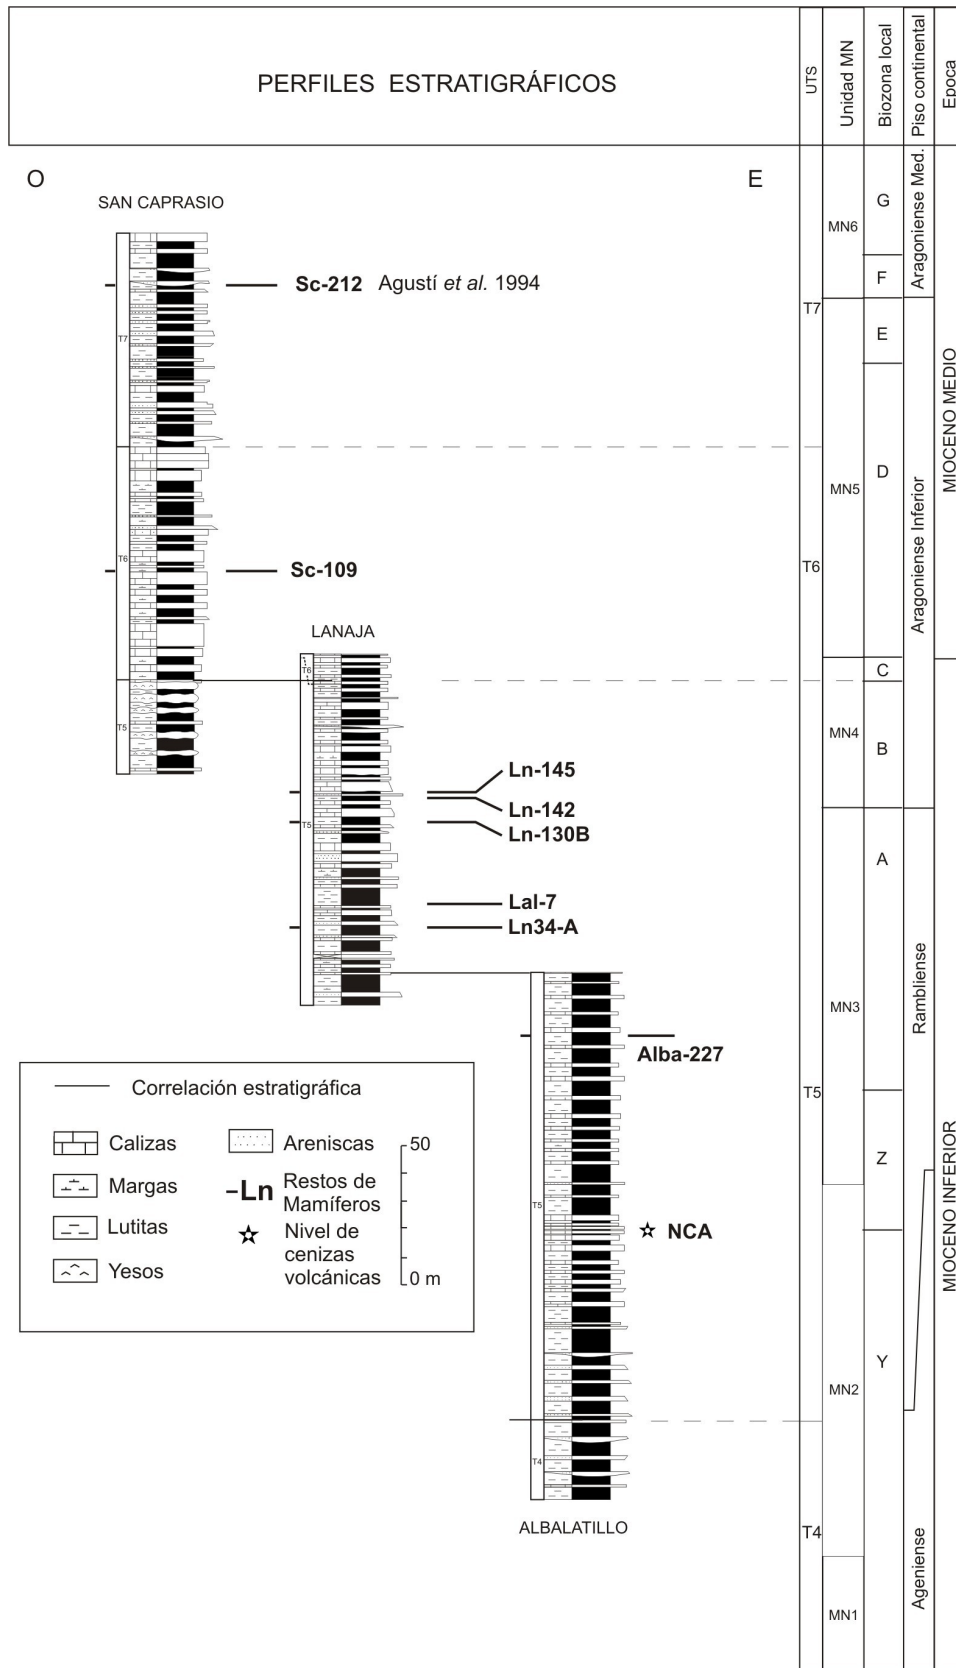 PERFILES ESTRATIGRÁFICOS
UTS
Unidad MN
Biozona local
Piso continental
Epoca
O
E
SAN CAPRASIO
T7
T6
T5
Sc-212 Agustí et al. 1994
Sc-109
LANAJA
T6
T5
Ln-145
Ln-142
Ln-130B
Lal-7
Ln34-A
Alba-227
T5
T4
NCA
ALBALATILLO
Correlación estratigráfica
Calizas
Margas
Lutitas
Yesos
Areniscas
–Ln Restos de
Mamíferos
Nivel de
cenizas
volcánicas
50
0 m
T7
T6
T5
T4
MN6
MN5
MN4
MN3
MN2
MN1
G
F
E
D
C
B
A
Z
Y
Aragoniense Med.
Aragoniense Inferior
Rambliense
Ageniense
MIOCENO MEDIO
MIOCENO INFERIOR